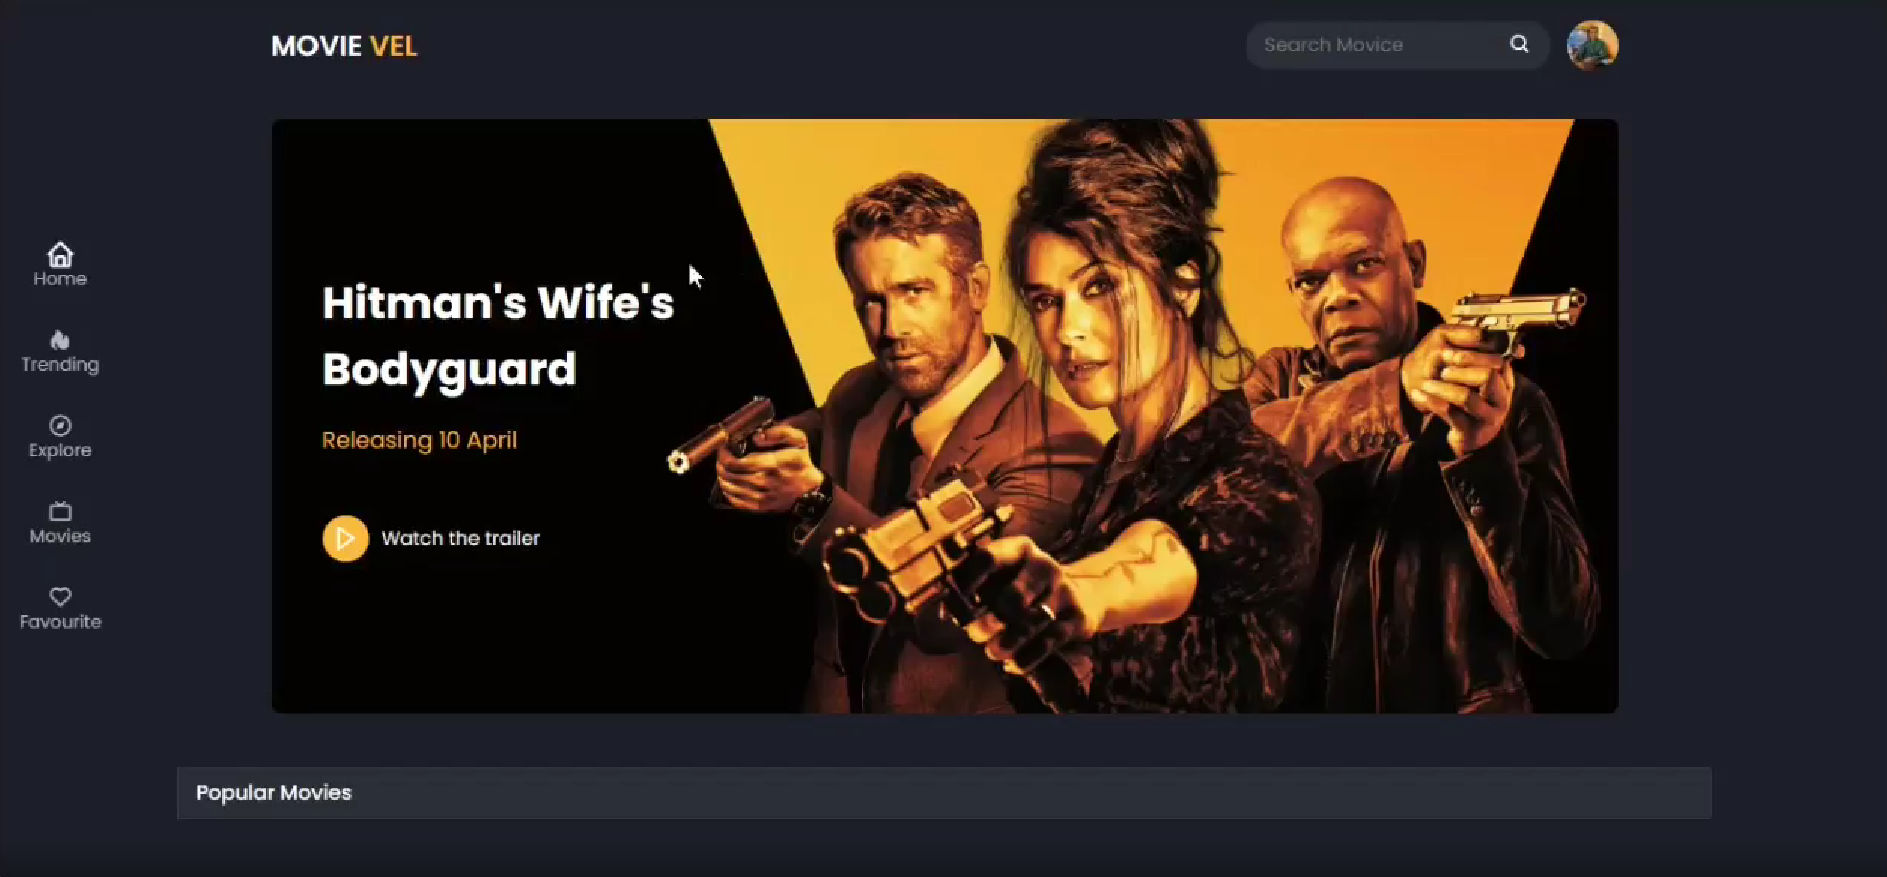 MOVIE VEL
Search Movice
Home
Trending
Explore
Movies
Favourite
Hitman's Wife's
Bodyguard
Releasing 10 April
Watch the trailer
Popular Movies